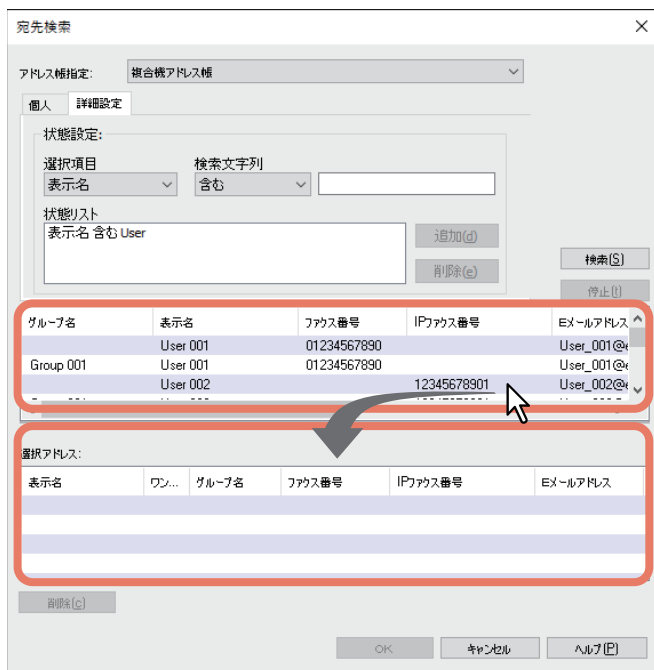 宛先検索
アドレス帳指定: 複合機アドレス帳
個人 詳細設定
状態設定:
選択項目 検索文字列
表示名 含む
状態リスト
表示名 含む User
追加(d)
削除(e)
検索(S)
停止(t)
グループ名 表示名 ファクス番号 IPファクス番号 Eメールアドレス
User 001 01234567890 User_001@e
Group 001 User 001 01234567890 User_001@e
User 002 12345678901 User_002@e
選択アドレス:
表示名 ワン... グループ名 ファクス番号 IPファクス番号 Eメールアドレス
削除(c)
OK キャンセル ヘルプ(P)